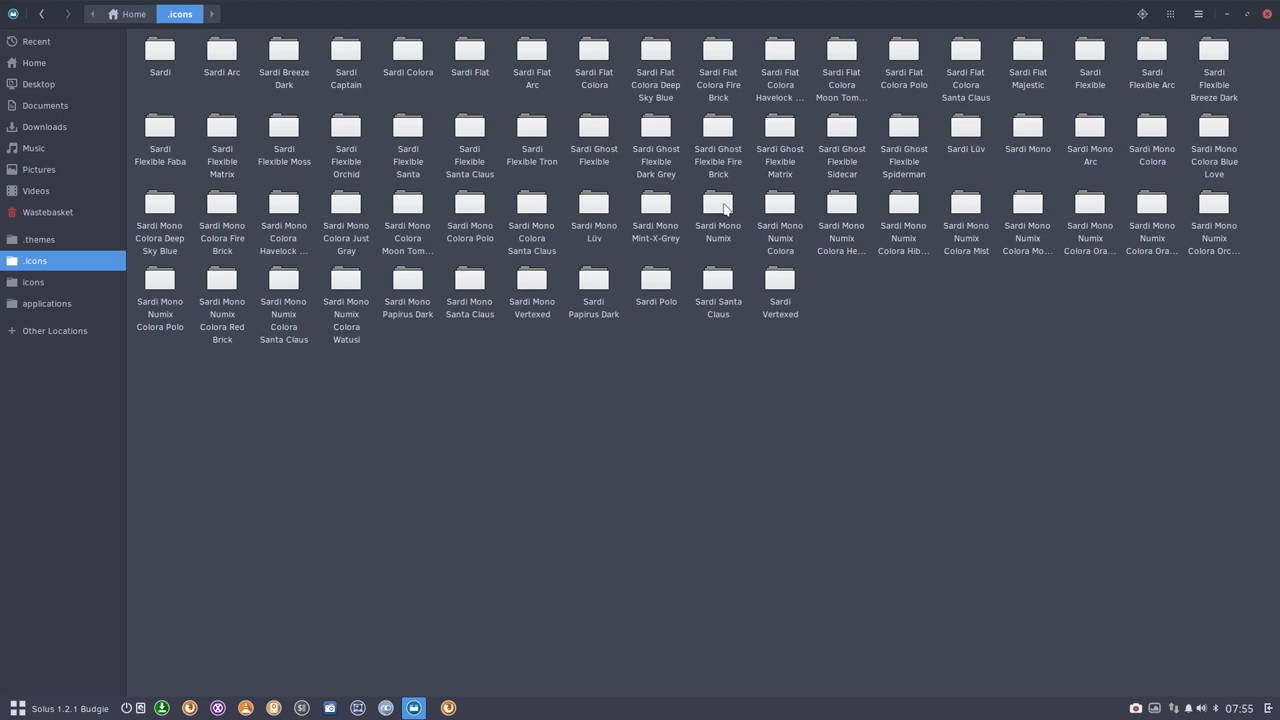 Home
.icons
Recent
Home
Desktop
Documents
Downloads
Music
Pictures
Videos
Wastebasket
.themes
.icons
icons
applications
Other Locations
Sardi
Sardi Arc
Sardi Breeze
Dark
Sardi
Captain
Sardi Colora
Sardi Flat
Sardi Flat
Arc
Sardi Flat
Colora
Sardi Flat
Colora Deep
Sky Blue
Sardi Flat
Colora Fire
Brick
Sardi Flat
Colora
Havelock ...
Sardi Flat
Colora
Moon Tom...
Sardi Flat
Colora Polo
Sardi Flat
Colora
Santa Claus
Sardi Flat
Majestic
Sardi
Flexible
Sardi
Flexible Arc
Sardi
Flexible
Breeze Dark
Sardi
Flexible Faba
Sardi
Flexible
Matrix
Sardi
Flexible Moss
Sardi
Flexible
Orchid
Sardi
Flexible
Santa
Sardi
Flexible
Santa Claus
Sardi
Flexible Tron
Sardi Ghost
Flexible
Sardi Ghost
Flexible
Dark Grey
Sardi Ghost
Flexible Fire
Brick
Sardi Ghost
Flexible
Matrix
Sardi Ghost
Flexible
Sidecar
Sardi Ghost
Flexible
Spiderman
Sardi Lüv
Sardi Mono
Sardi Mono
Arc
Sardi Mono
Colora
Sardi Mono
Colora Blue
Love
Sardi Mono
Colora Deep
Sky Blue
Sardi Mono
Colora Fire
Brick
Sardi Mono
Colora
Havelock ...
Sardi Mono
Colora Just
Gray
Sardi Mono
Colora
Moon Tom...
Sardi Mono
Colora Polo
Sardi Mono
Colora
Santa Claus
Sardi Mono
Lüv
Sardi Mono
Mint-X-Grey
Sardi Mono
Numix
Sardi Mono
Numix
Colora
Sardi Mono
Numix
Colora He...
Sardi Mono
Numix
Colora Hib...
Sardi Mono
Numix
Colora Mist
Sardi Mono
Numix
Colora Mo...
Sardi Mono
Numix
Colora Ora...
Sardi Mono
Numix
Colora Ora...
Sardi Mono
Numix
Colora Orc...
Sardi Mono
Numix
Colora Polo
Sardi Mono
Numix
Colora Red
Brick
Sardi Mono
Numix
Colora
Santa Claus
Sardi Mono
Numix
Colora
Watusi
Sardi Mono
Papirus Dark
Sardi Mono
Santa Claus
Sardi Mono
Vertexed
Sardi
Papirus Dark
Sardi Polo
Sardi Santa
Claus
Sardi
Vertexed
Solus 1.2.1 Budgie
07:55